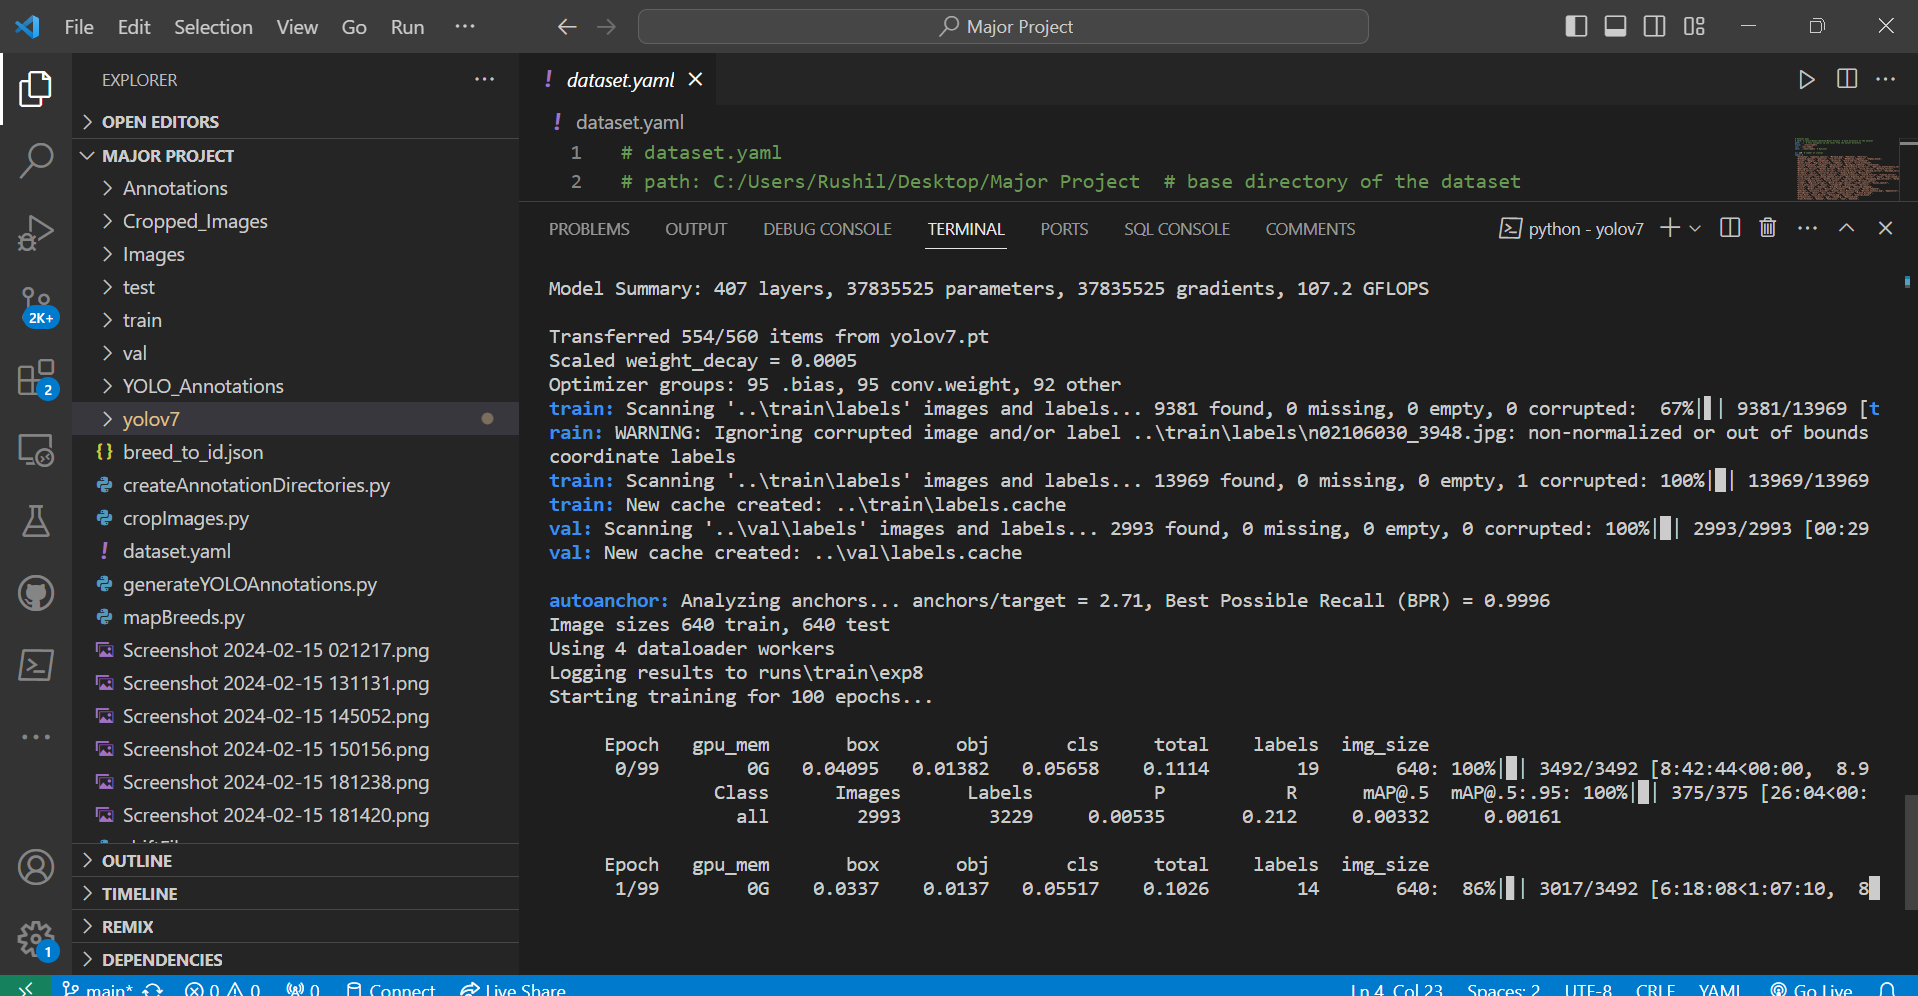 File Edit Selection View Go Run ···
Major Project
EXPLORER
OPEN EDITORS
MAJOR PROJECT
Annotations
Cropped_Images
Images
test
train
val
YOLO_Annotations
yolov7
{} breed_to_id.json
createAnnotationDirectories.py
cropImages.py
! dataset.yaml
generateYOLOAnnotations.py
mapBreeds.py
Screenshot 2024-02-15 021217.png
Screenshot 2024-02-15 131131.png
Screenshot 2024-02-15 145052.png
Screenshot 2024-02-15 150156.png
Screenshot 2024-02-15 181238.png
Screenshot 2024-02-15 181420.png
OUTLINE
TIMELINE
REMIX
DEPENDENCIES
2K+
2
1
! dataset.yaml
! dataset.yaml
1 # dataset.yaml
2 # path: C:/Users/Rushil/Desktop/Major Project # base directory of the dataset
PROBLEMS OUTPUT DEBUG CONSOLE TERMINAL PORTS SQL CONSOLE COMMENTS
python - yolov7
Model Summary: 407 layers, 37835525 parameters, 37835525 gradients, 107.2 GFLOPS
Transferred 554/560 items from yolov7.pt
Scaled weight_decay = 0.0005
Optimizer groups: 95 .bias, 95 conv.weight, 92 other
train: Scanning '..\train\labels' images and labels... 9381 found, 0 missing, 0 empty, 0 corrupted:  67%|█| 9381/13969 [t
rain: WARNING: Ignoring corrupted image and/or label ..\train\labels\n02106030_3948.jpg: non-normalized or out of bounds
coordinate labels
train: Scanning '..\train\labels' images and labels... 13969 found, 0 missing, 0 empty, 1 corrupted: 100%|█| 13969/13969
train: New cache created: ..\train\labels.cache
val: Scanning '..\val\labels' images and labels... 2993 found, 0 missing, 0 empty, 0 corrupted: 100%|█| 2993/2993 [00:29
val: New cache created: ..\val\labels.cache
autoanchor: Analyzing anchors... anchors/target = 2.71, Best Possible Recall (BPR) = 0.9996
Image sizes 640 train, 640 test
Using 4 dataloader workers
Logging results to runs\train\exp8
Starting training for 100 epochs...
Epoch gpu_mem box obj cls total labels img_size
0/99 0G 0.04095 0.01382 0.05658 0.1114 19 640: 100%|█| 3492/3492 [8:42:44<00:00,  8.9
Class Images Labels P R mAP@.5 mAP@.5:.95: 100%|█| 375/375 [26:04<00:
all 2993 3229 0.00535 0.212 0.00332 0.00161
Epoch gpu_mem box obj cls total labels img_size
1/99 0G 0.0337 0.0137 0.05517 0.1026 14 640:  86%|█| 3017/3492 [6:18:08<1:07:10,  8
main* 0 0 0 Connect Live Share Ln 4, Col 23 Spaces: 2 UTF-8 CRLF YAML Go Live